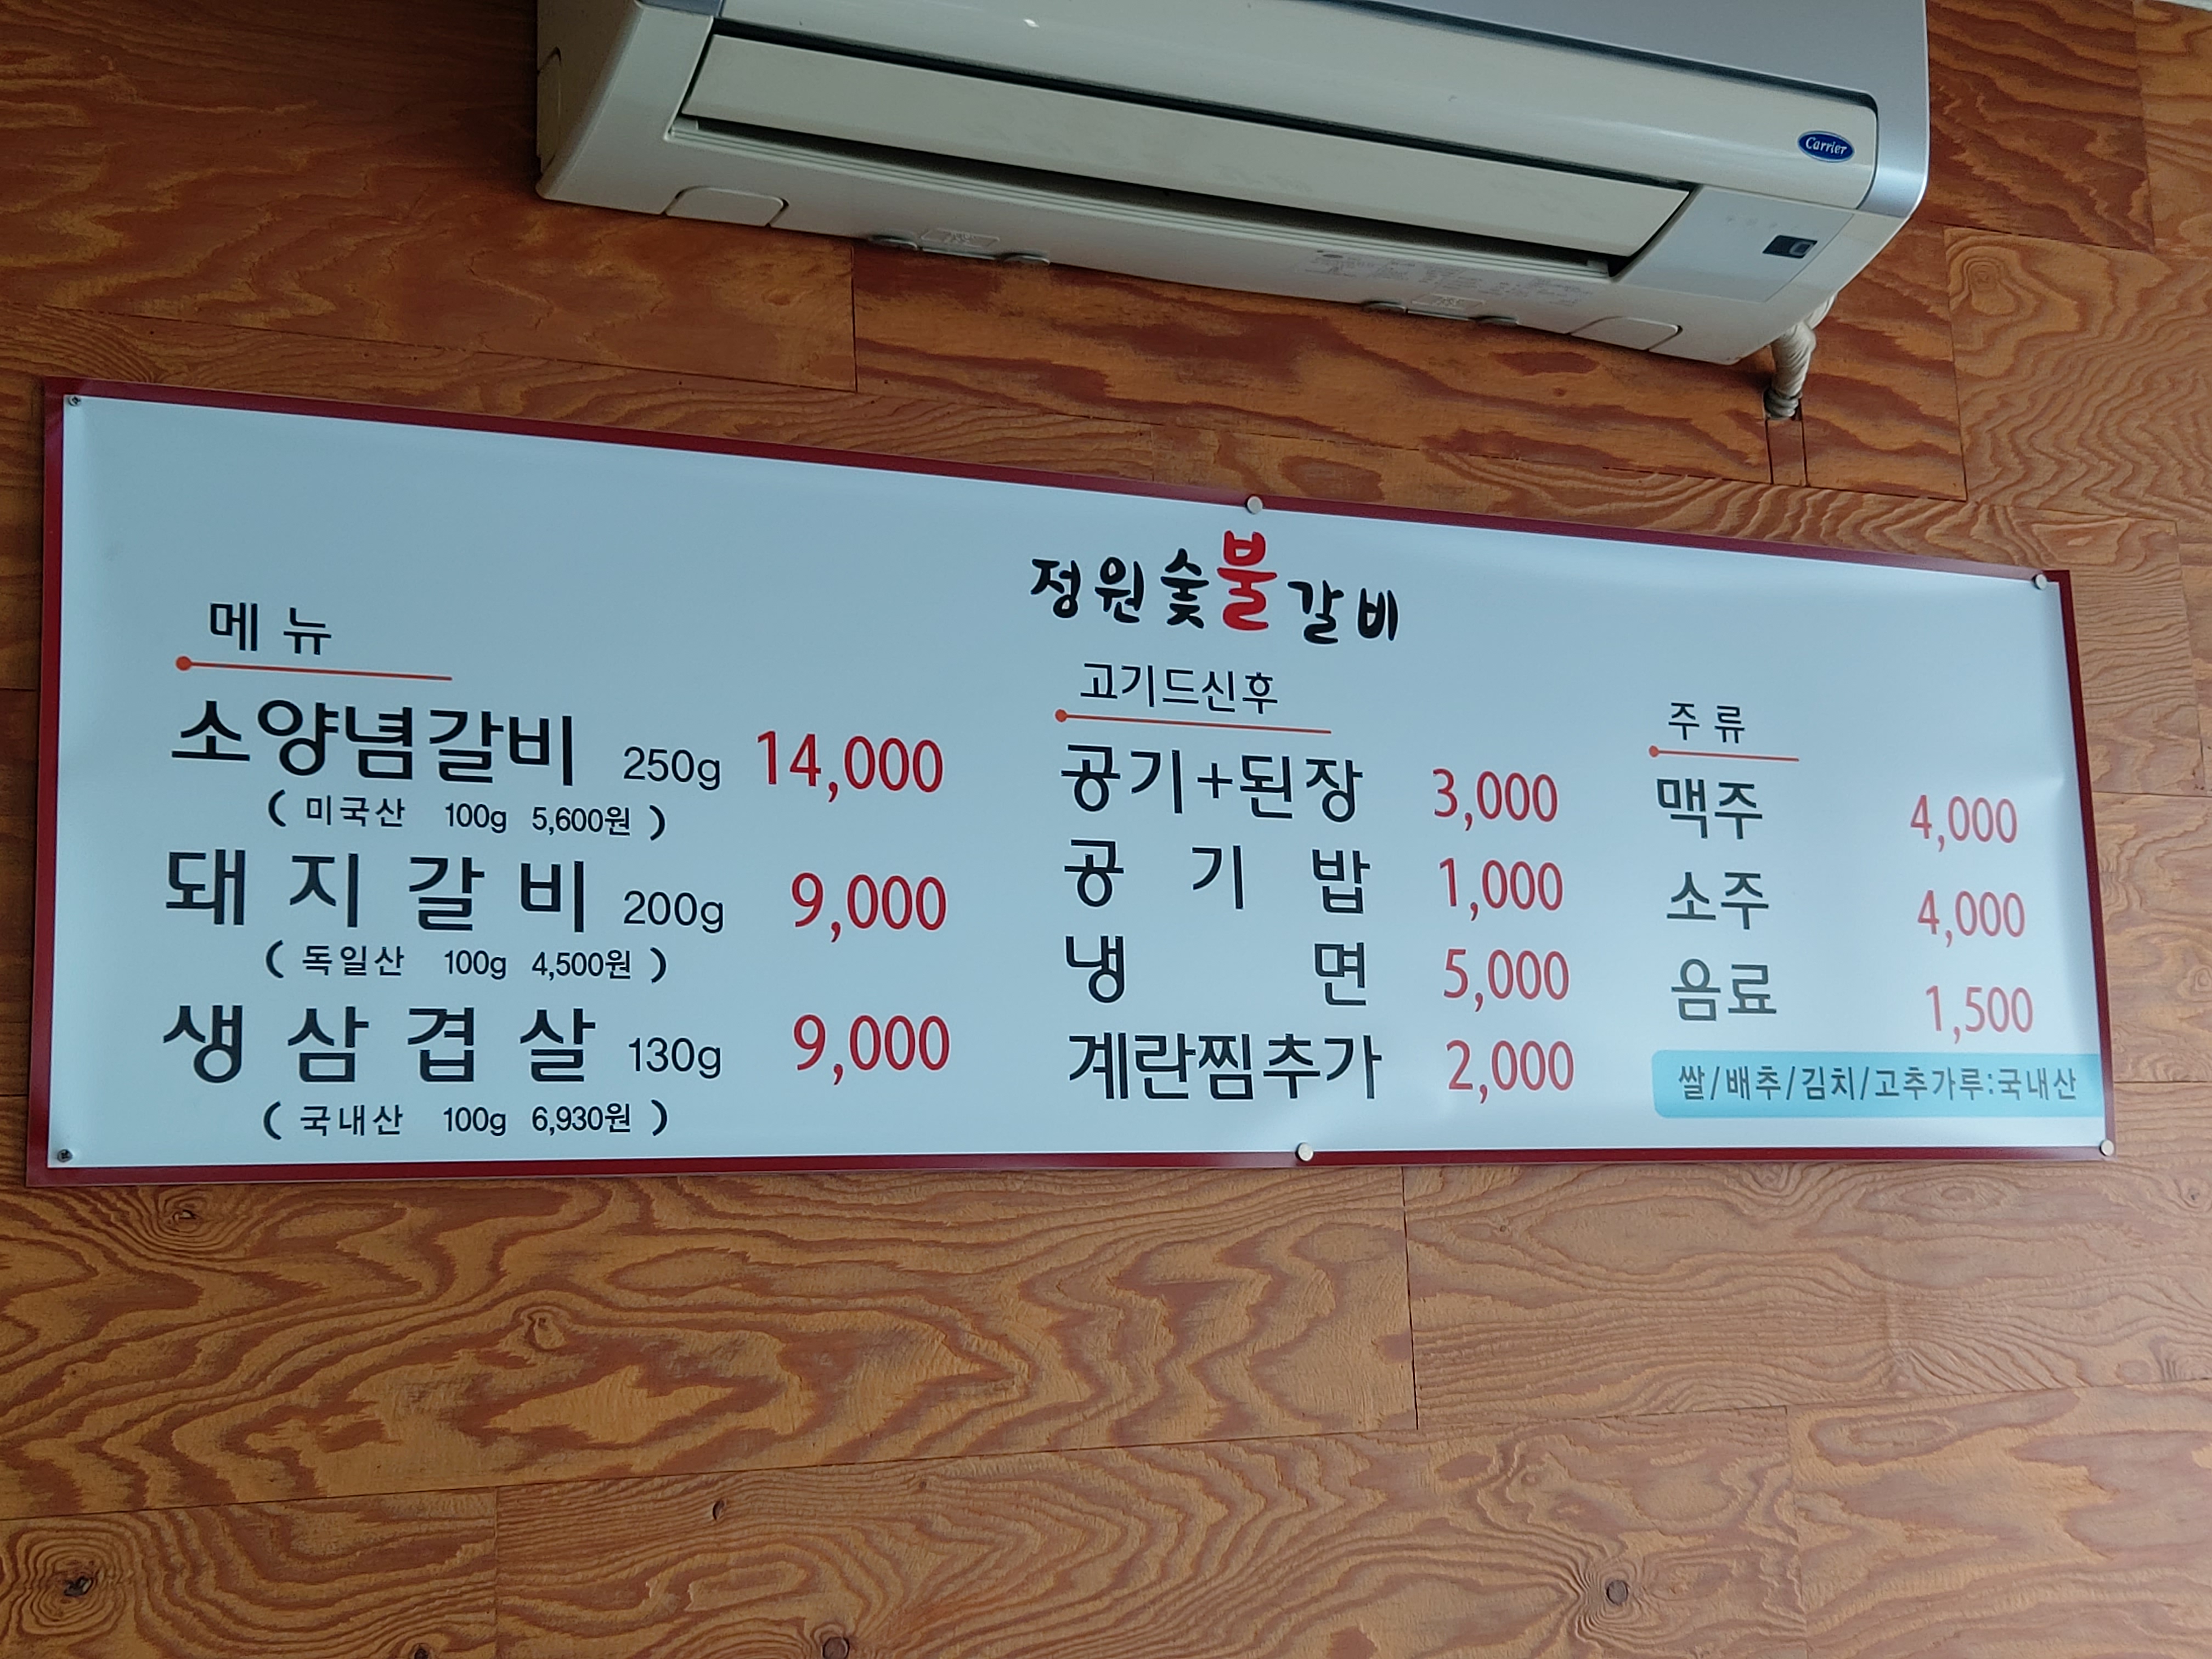 Carrier
정원숯불갈비
메뉴
소양념갈비 250g 14,000
( 미국산 100g 5,600원 )
돼지갈비 200g 9,000
( 독일산 100g 4,500원 )
생삼겹살 130g 9,000
( 국내산 100g 6,930원 )
고기드신후
공기+된장 3,000
공기밥 1,000
냉면 5,000
계란찜추가 2,000
주류
맥주 4,000
소주 4,000
음료 1,500
쌀/배추/김치/고추가루:국내산